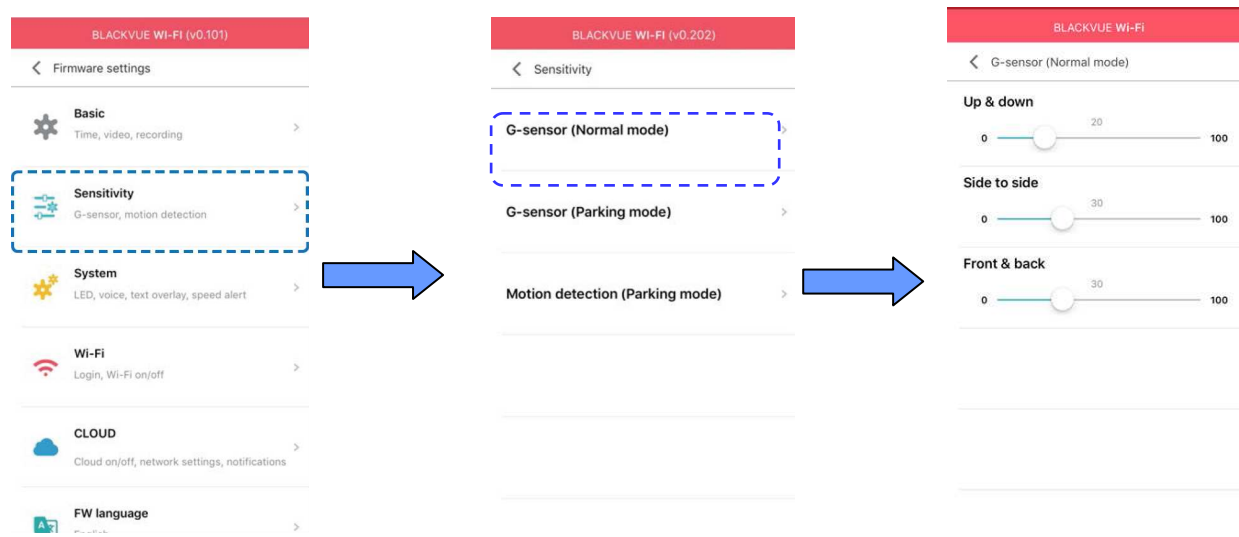 BLACKVUE WI-FI (v0.101)
Firmware settings
Basic
Time, video, recording
Sensitivity
G-sensor, motion detection
System
LED, voice, text overlay, speed alert
Wi-Fi
Login, Wi-Fi on/off
CLOUD
Cloud on/off, network settings, notifications
FW language
BLACKVUE WI-FI (v0.202)
Sensitivity
G-sensor (Normal mode)
G-sensor (Parking mode)
Motion detection (Parking mode)
BLACKVUE Wi-Fi
G-sensor (Normal mode)
Up & down
20
0 100
Side to side
30
0 100
Front & back
30
0 100